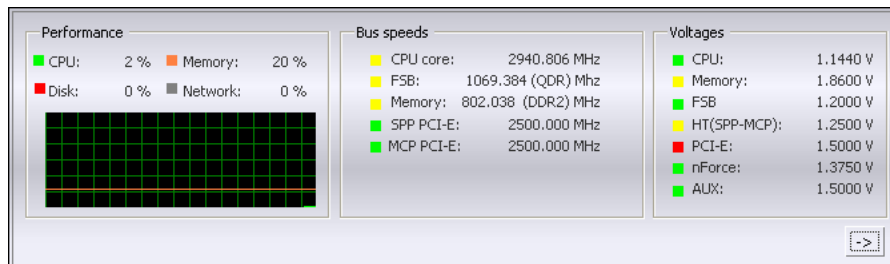 Performance
CPU: 2 % Memory: 20 %
Disk: 0 % Network: 0 %
Bus speeds
CPU core: 2940.806 MHz
FSB: 1069.384 (QDR) Mhz
Memory: 802.038 (DDR2) MHz
SPP PCI-E: 2500.000 MHz
MCP PCI-E: 2500.000 MHz
Voltages
CPU: 1.1440 V
Memory: 1.8600 V
FSB 1.2000 V
HT(SPP-MCP): 1.2500 V
PCI-E: 1.5000 V
nForce: 1.3750 V
AUX: 1.5000 V
->